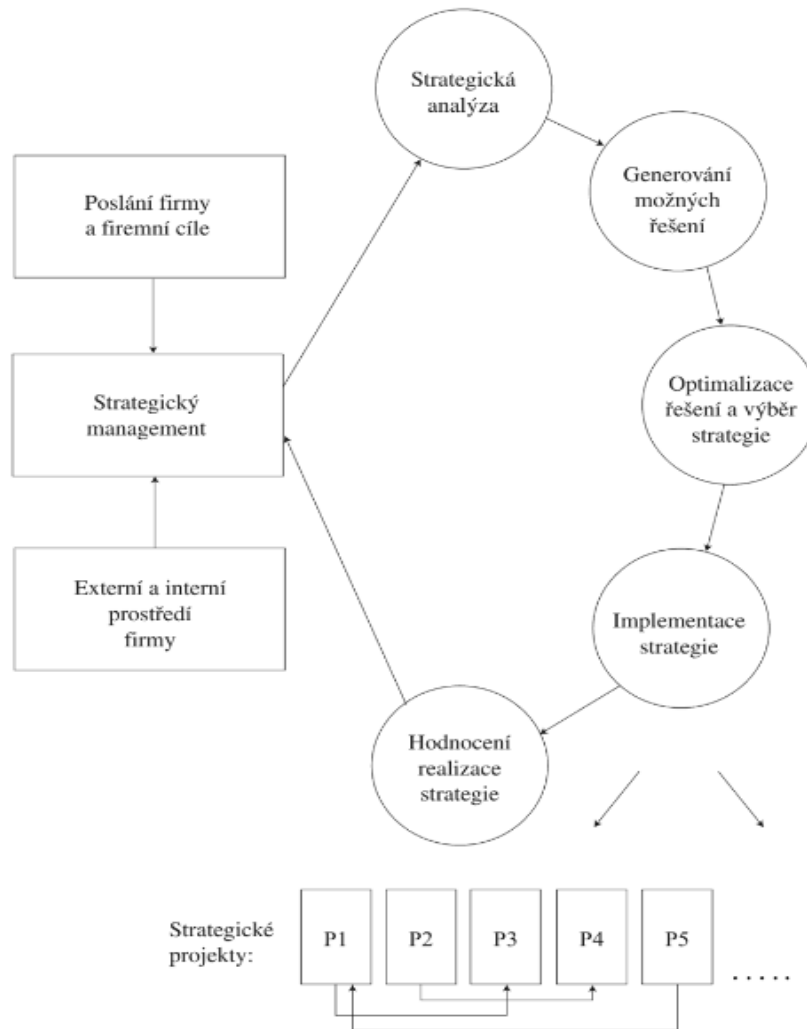 Strategická
analýza
Generování
možných
řešení
Poslání firmy
a firemní cíle
Strategický
management
Optimalizace
řešení a výběr
strategie
Externí a interní
prostředí
firmy
Implementace
strategie
Hodnocení
realizace
strategie
Strategické
projekty:
P1
P2
P3
P4
P5
.....